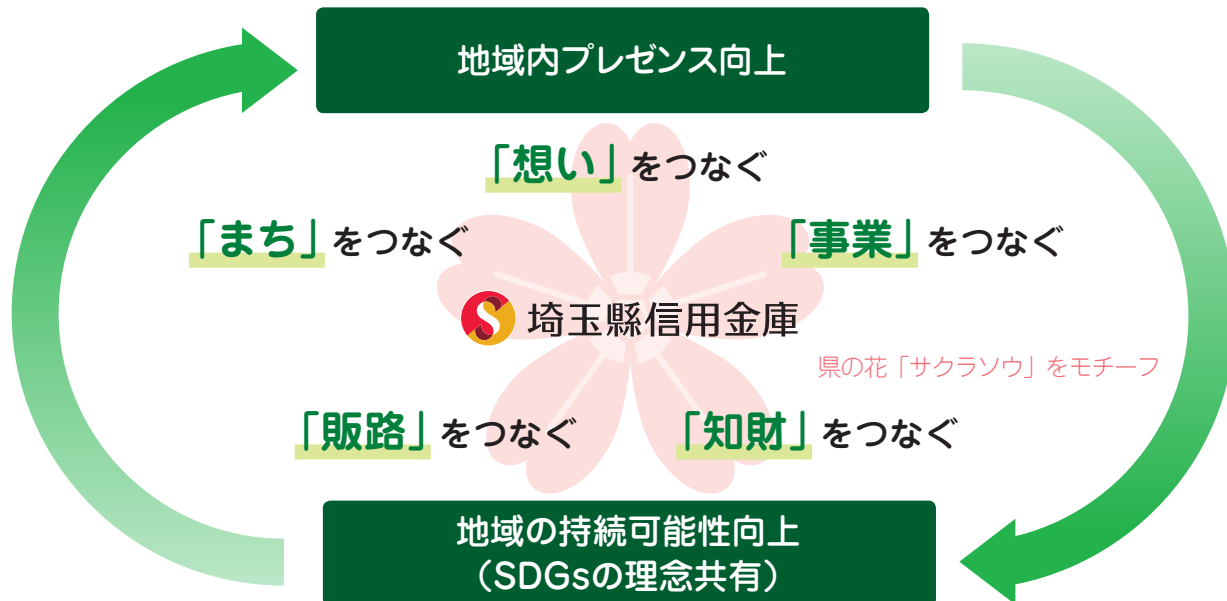 地域内プレゼンス向上
「想い」をつなぐ
「まち」をつなぐ
「事業」をつなぐ
埼玉縣信用金庫
県の花「サクラソウ」をモチーフ
「販路」をつなぐ
「知財」をつなぐ
地域の持続可能性向上
（SDGsの理念共有）